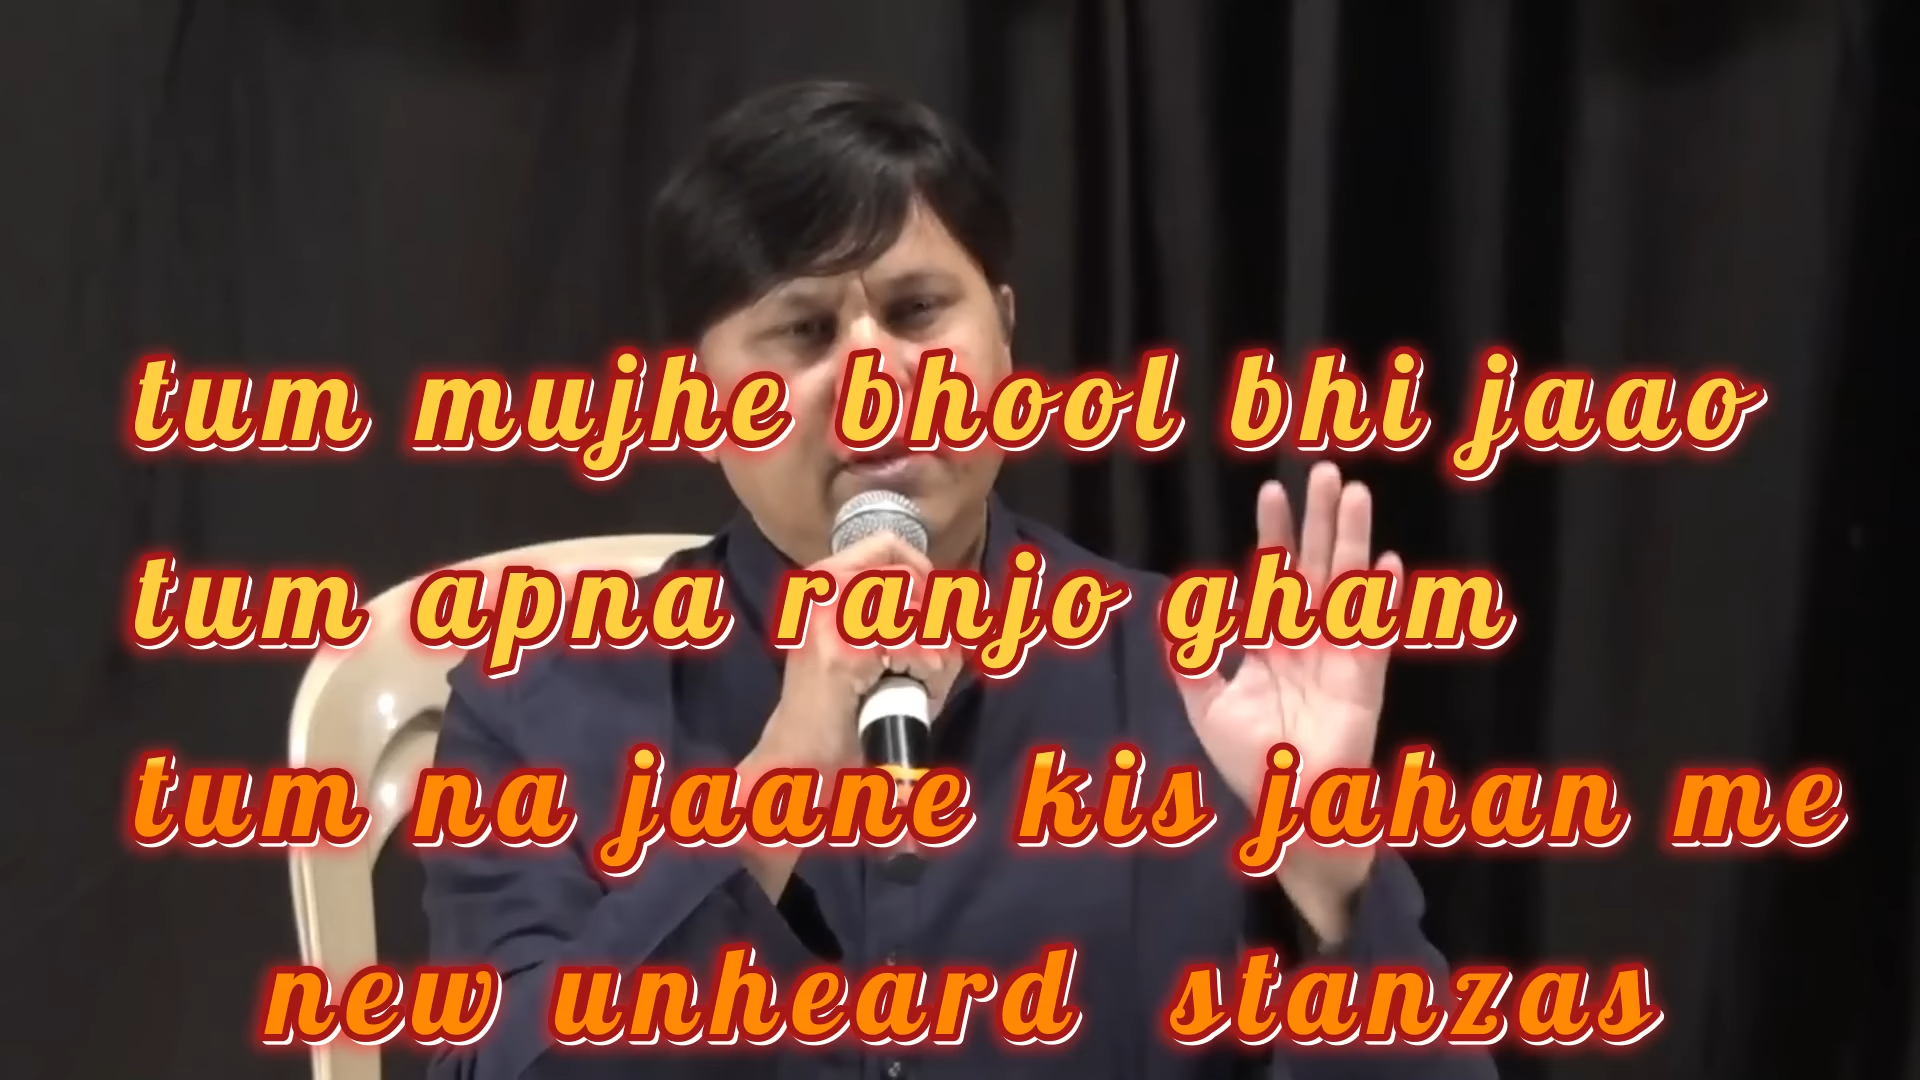 tum mujhe bhool bhi jaao
tum apna ranjo gham
tum na jaane kis jahan me
new unheard stanzas